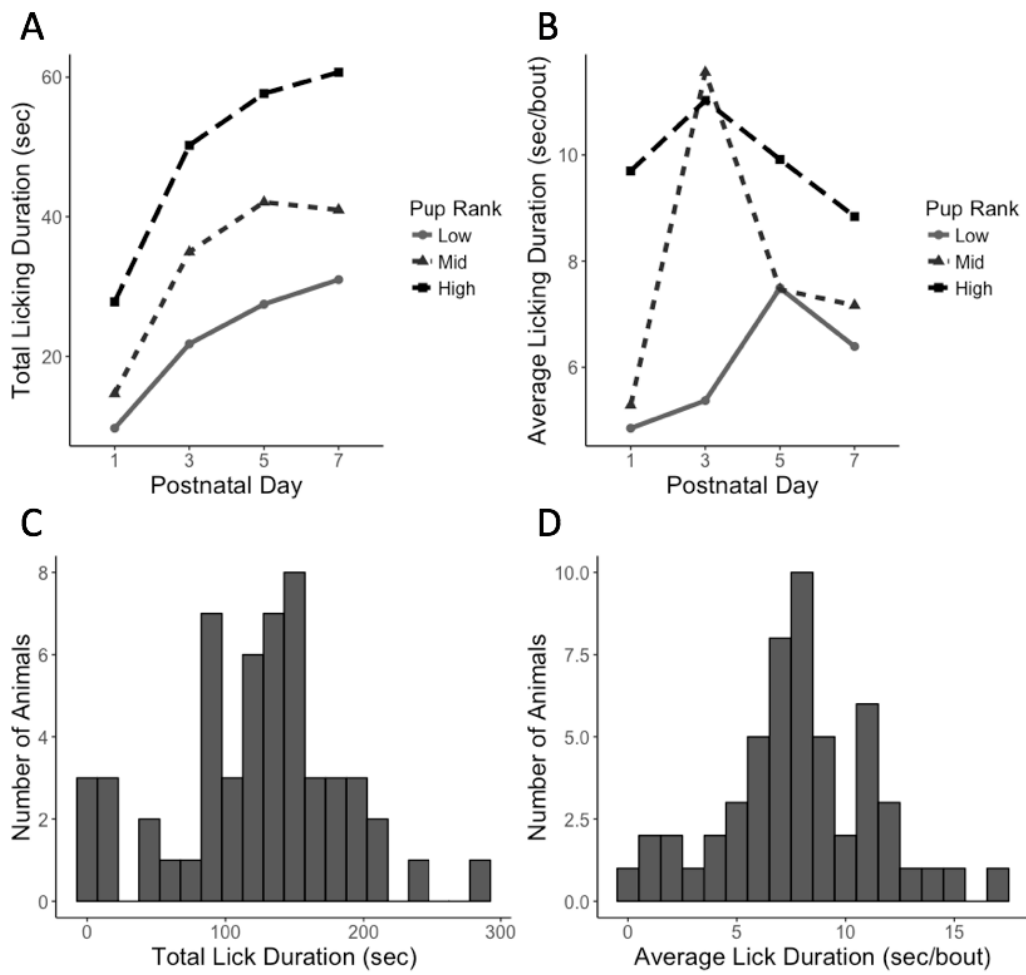 A
Total Licking Duration (sec)
60
40
20
1 3 5 7
Postnatal Day
Pup Rank
Low
Mid
High
B
Average Licking Duration (sec/bout)
10
8
6
1 3 5 7
Postnatal Day
Pup Rank
Low
Mid
High
C
Number of Animals
8
6
4
2
0
0 100 200 300
Total Lick Duration (sec)
D
Number of Animals
10.0
7.5
5.0
2.5
0.0
0 5 10 15
Average Lick Duration (sec/bout)